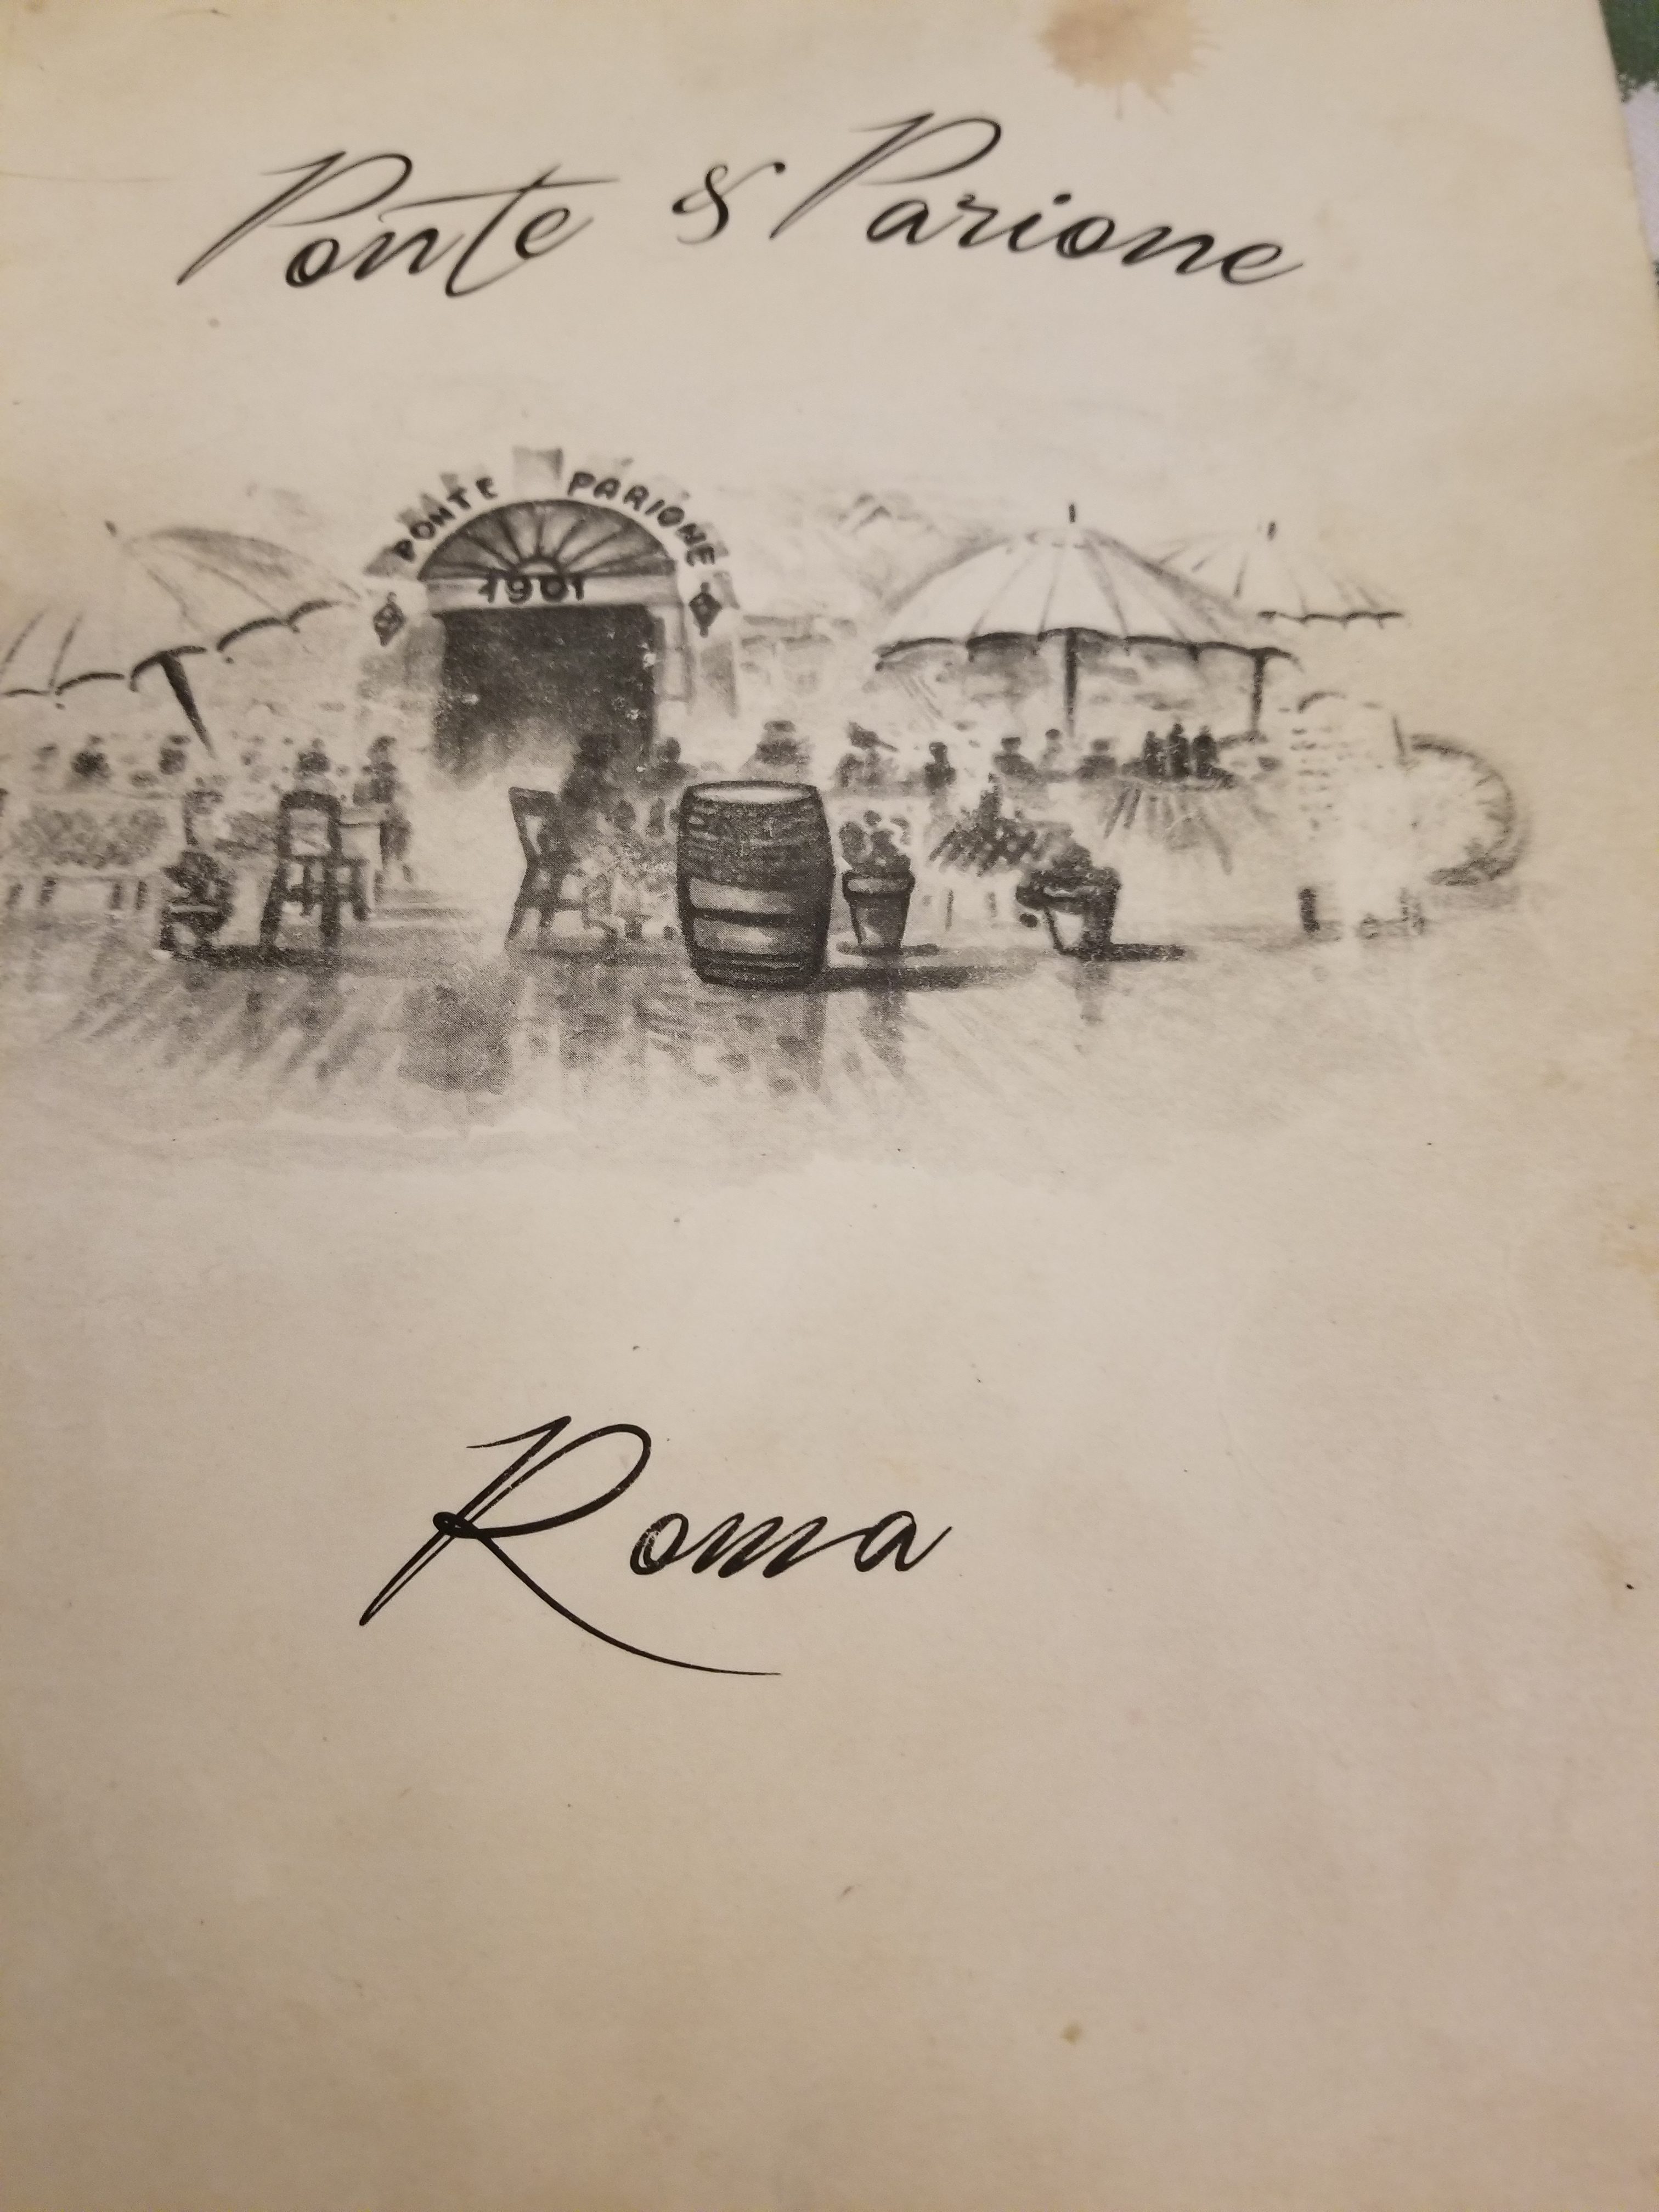 Ponte & Parione
PONTE PARIONE
1901
Roma